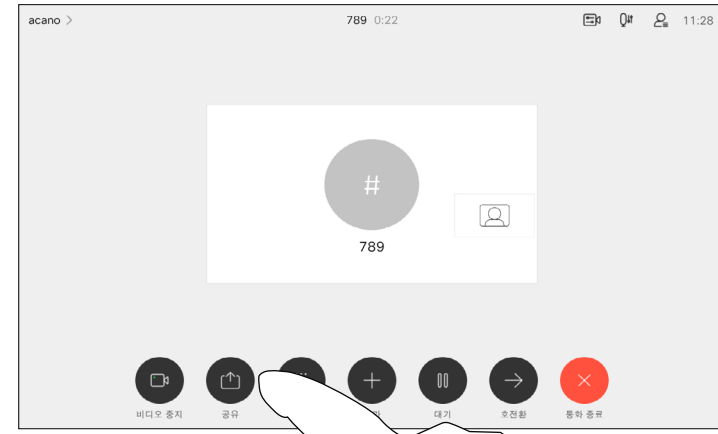 acano >
789 0:22
11:28
#
789
비디오 중지
공유
대기
호전환
통화 종료